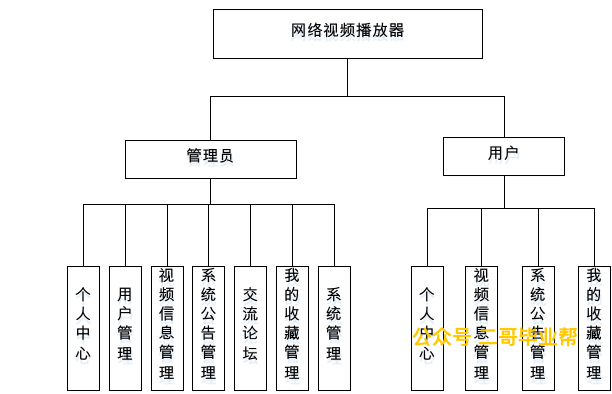 网络视频播放器
管理员
用户
个人中心
用户管理
视频信息管理
系统公告管理
交流论坛
我的收藏管理
系统管理
个人中心
视频信息管理
系统公告管理
我的收藏管理
公众号 二哥毕业帮